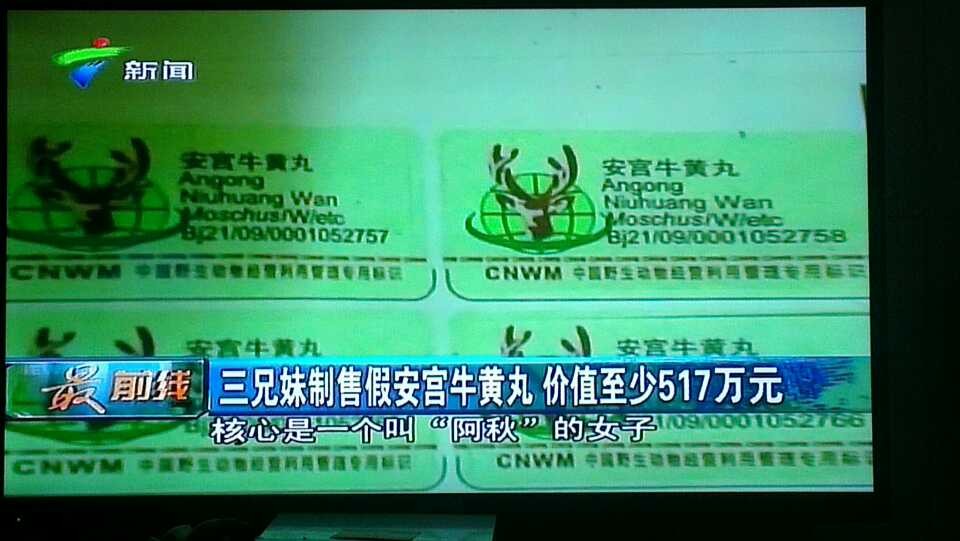 新闻
安宫牛黄丸
Angong
Niuhuang Wan
Moschus/W/etc
Bj21/09/0001052757
CNWM 中国野生动物经营利用管理专用标识
安宫牛黄丸
Angong
Niuhuang Wan
Moschus/W/etc
Bj21/09/0001052758
CNWM 中国野生动物经营利用管理专用标识
安宫牛黄丸
安宫牛黄丸
最前线
三兄妹制售假安宫牛黄丸 价值至少517万元
核心是一个叫“阿秋”的女子
/09/0001052766
CNWM 中国野生动物经营利用管理专用标识
CNWM 中国野生动物经营利用管理专用标识